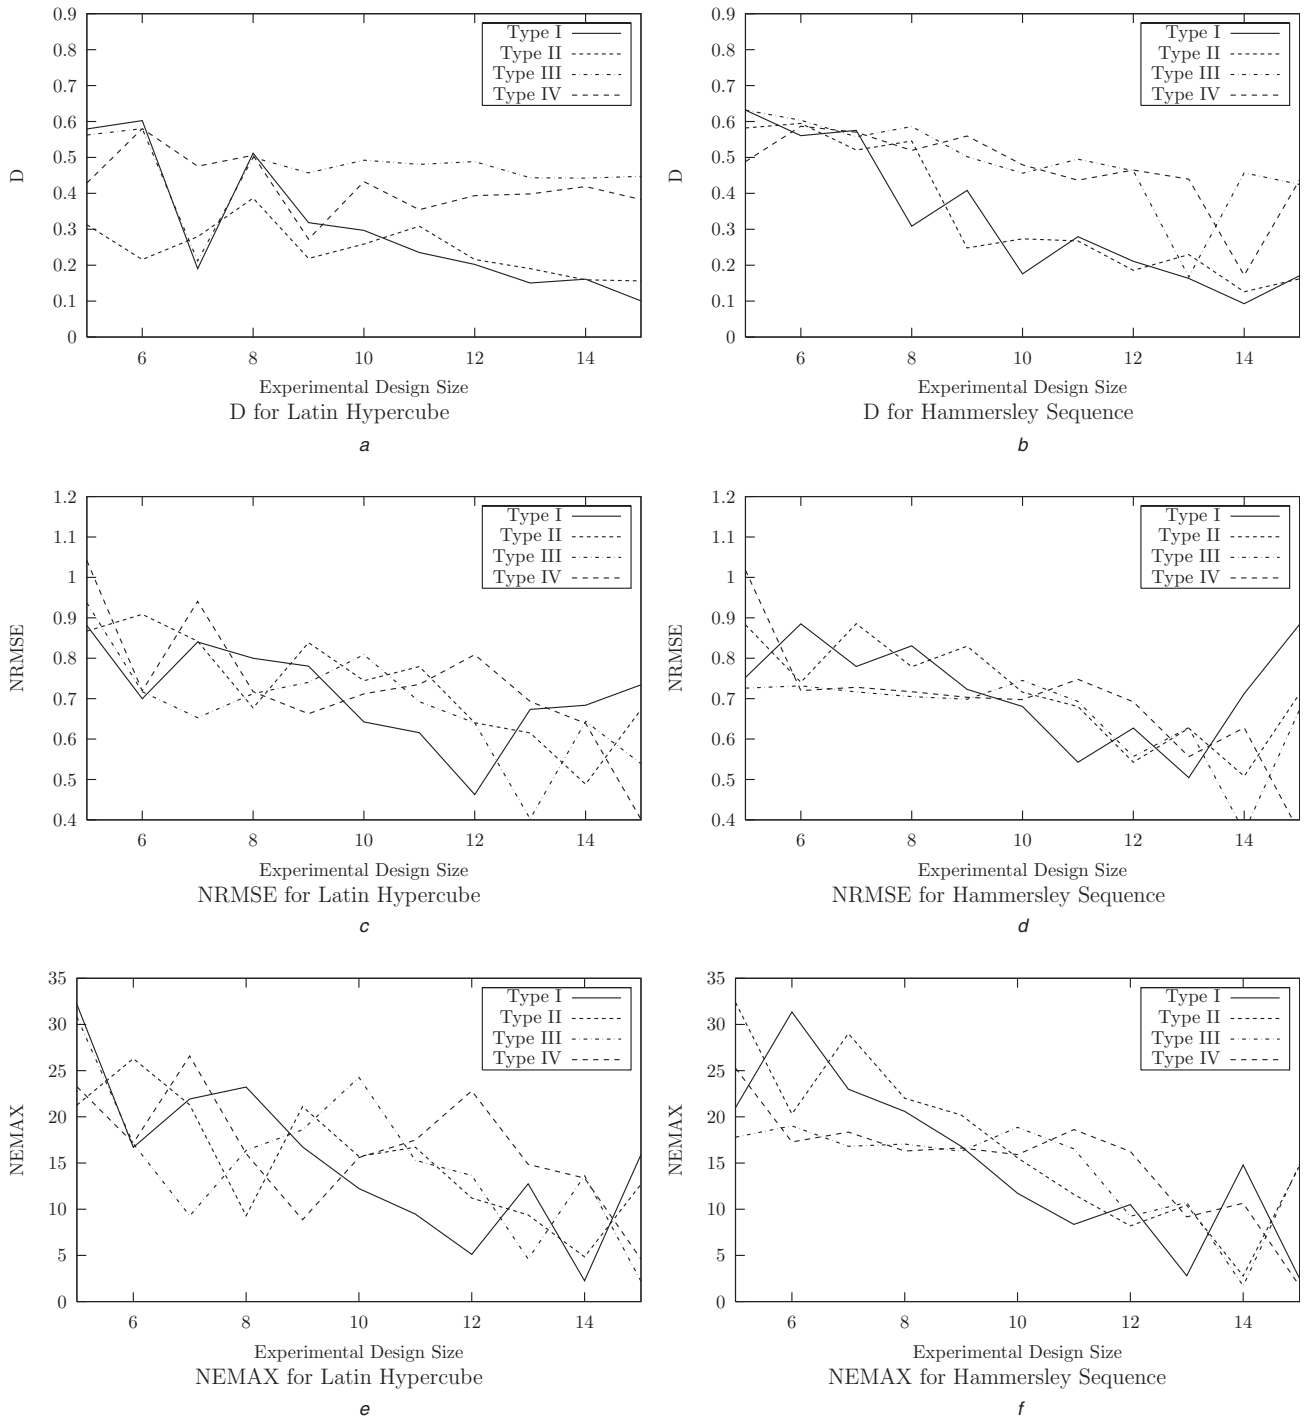 0.9
0.8
0.7
0.6
0.5
0.4
0.3
0.2
0.1
0
D
Type I
Type II
Type III
Type IV
6 8 10 12 14
Experimental Design Size
D for Latin Hypercube
a
0.9
0.8
0.7
0.6
0.5
0.4
0.3
0.2
0.1
0
D
Type I
Type II
Type III
Type IV
6 8 10 12 14
Experimental Design Size
D for Hammersley Sequence
b
1.2
1.1
1
0.9
0.8
0.7
0.6
0.5
0.4
NRMSE
Type I
Type II
Type III
Type IV
6 8 10 12 14
Experimental Design Size
NRMSE for Latin Hypercube
c
1.2
1.1
1
0.9
0.8
0.7
0.6
0.5
0.4
NRMSE
Type I
Type II
Type III
Type IV
6 8 10 12 14
Experimental Design Size
NRMSE for Hammersley Sequence
d
35
30
25
20
15
10
5
0
NEMAX
Type I
Type II
Type III
Type IV
6 8 10 12 14
Experimental Design Size
NEMAX for Latin Hypercube
e
35
30
25
20
15
10
5
0
NEMAX
Type I
Type II
Type III
Type IV
6 8 10 12 14
Experimental Design Size
NEMAX for Hammersley Sequence
f